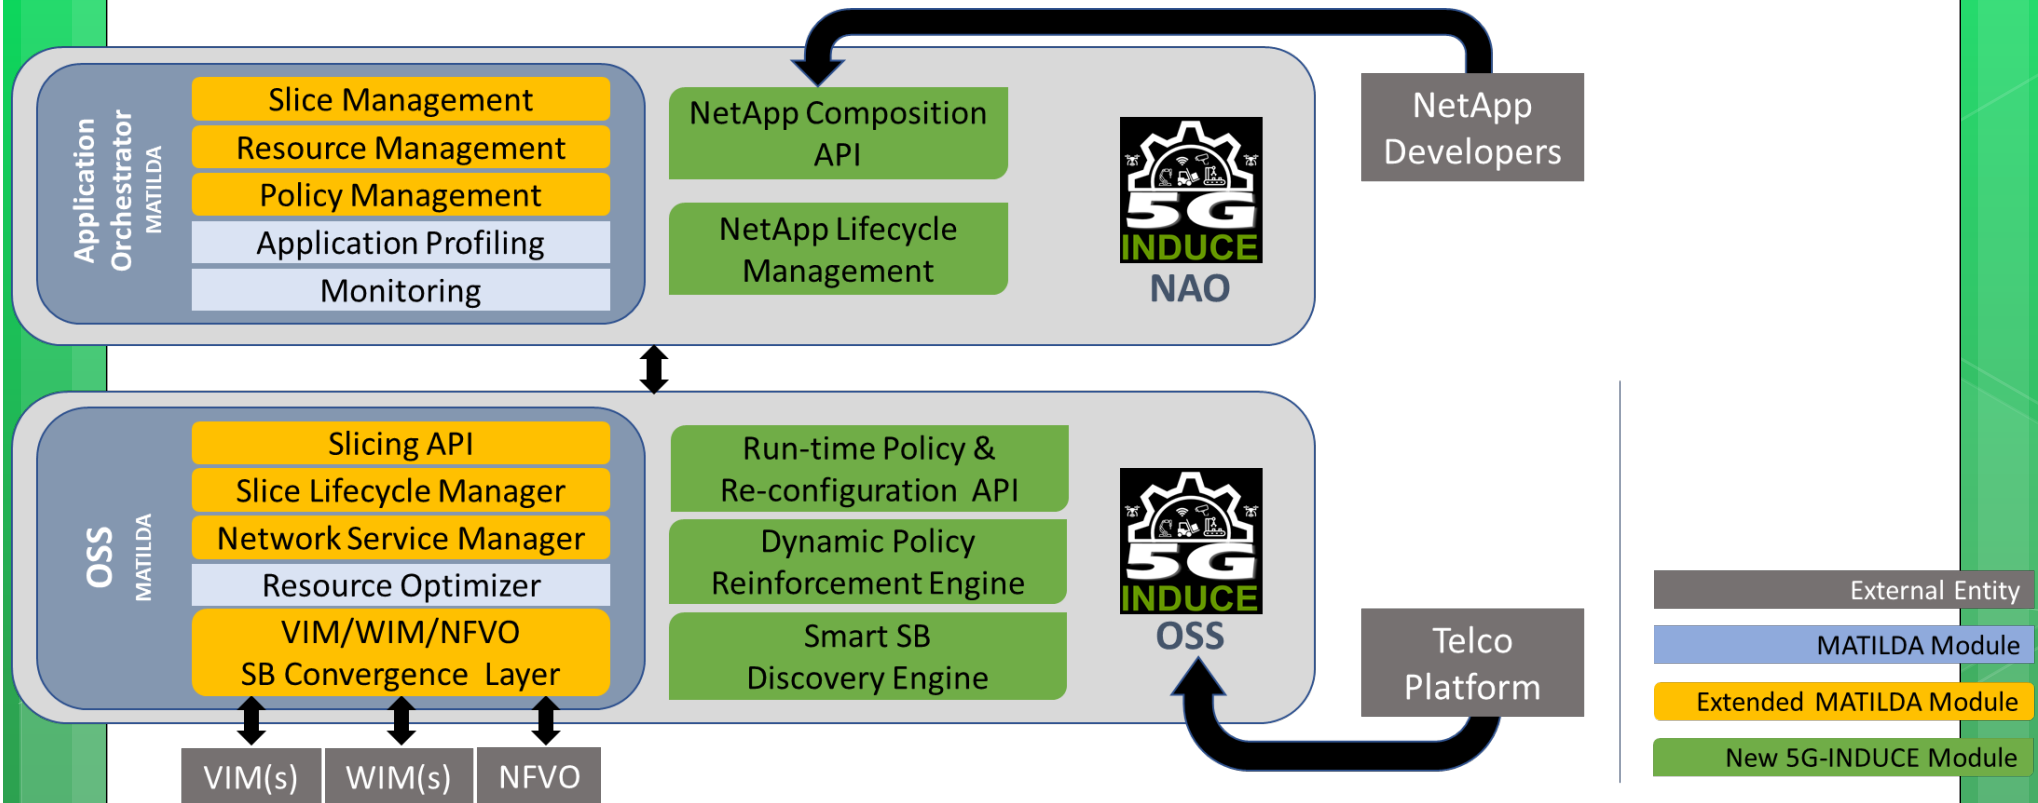 Application
Orchestrator
MATILDA
Slice Management
Resource Management
Policy Management
Application Profiling
Monitoring
NetApp Composition
API
NetApp Lifecycle
Management
5G
INDUCE
NAO
NetApp
Developers
OSS
MATILDA
Slicing API
Slice Lifecycle Manager
Network Service Manager
Resource Optimizer
VIM/WIM/NFVO
SB Convergence Layer
Run-time Policy &
Re-configuration API
Dynamic Policy
Reinforcement Engine
Smart SB
Discovery Engine
5G
INDUCE
OSS
Telco
Platform
VIM(s)
WIM(s)
NFVO
External Entity
MATILDA Module
Extended MATILDA Module
New 5G-INDUCE Module